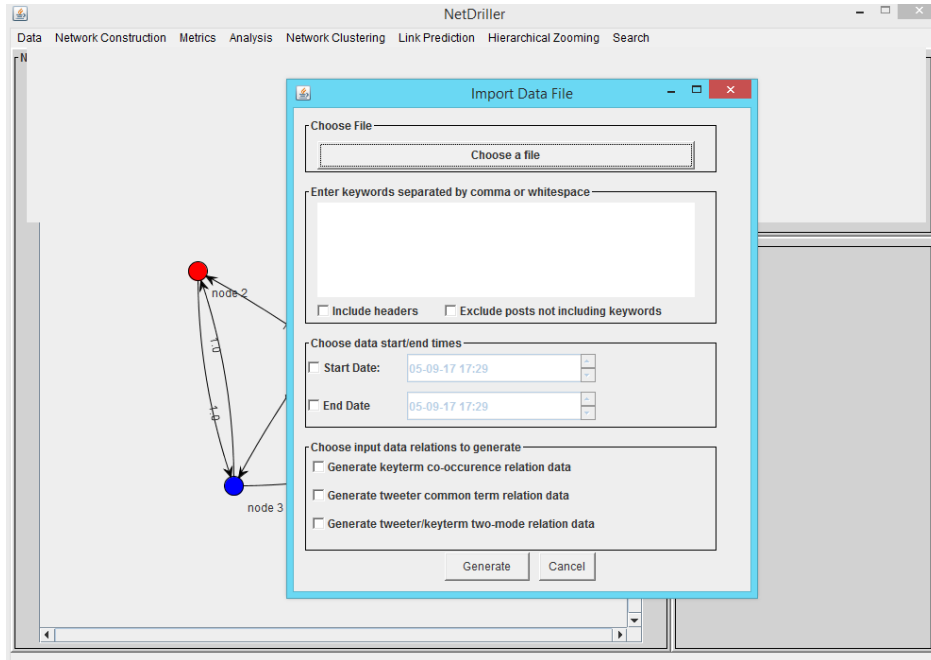 NetDriller
Data Network Construction Metrics Analysis Network Clustering Link Prediction Hierarchical Zooming Search
N
Import Data File
Choose File
Choose a file
Enter keywords separated by comma or whitespace
Include headers Exclude posts not including keywords
Choose data start/end times
Start Date: 05-09-17 17:29
End Date 05-09-17 17:29
Choose input data relations to generate
Generate keyterm co-occurence relation data
Generate tweeter common term relation data
Generate tweeter/keyterm two-mode relation data
Generate Cancel
node 2
1.0
1.0
node 3